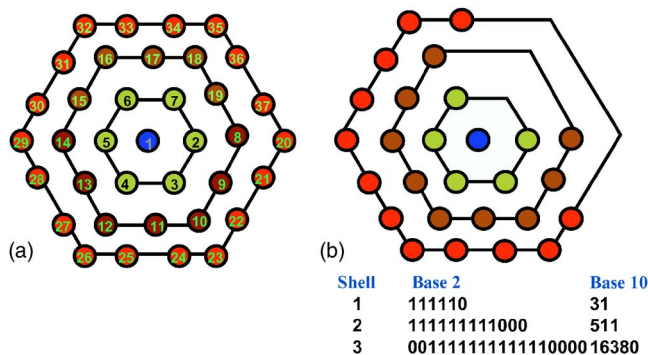 32 33 34 35
31 16 17 18 36
30 15 6 7 19 37
29 14 5 1 2 8 20
28 13 4 3 9 21
27 12 11 10 22
26 25 24 23
(a)
(b)
Shell Base 2 Base 10
1 111110 31
2 111111111000 511
3 00111111111111110000 16380